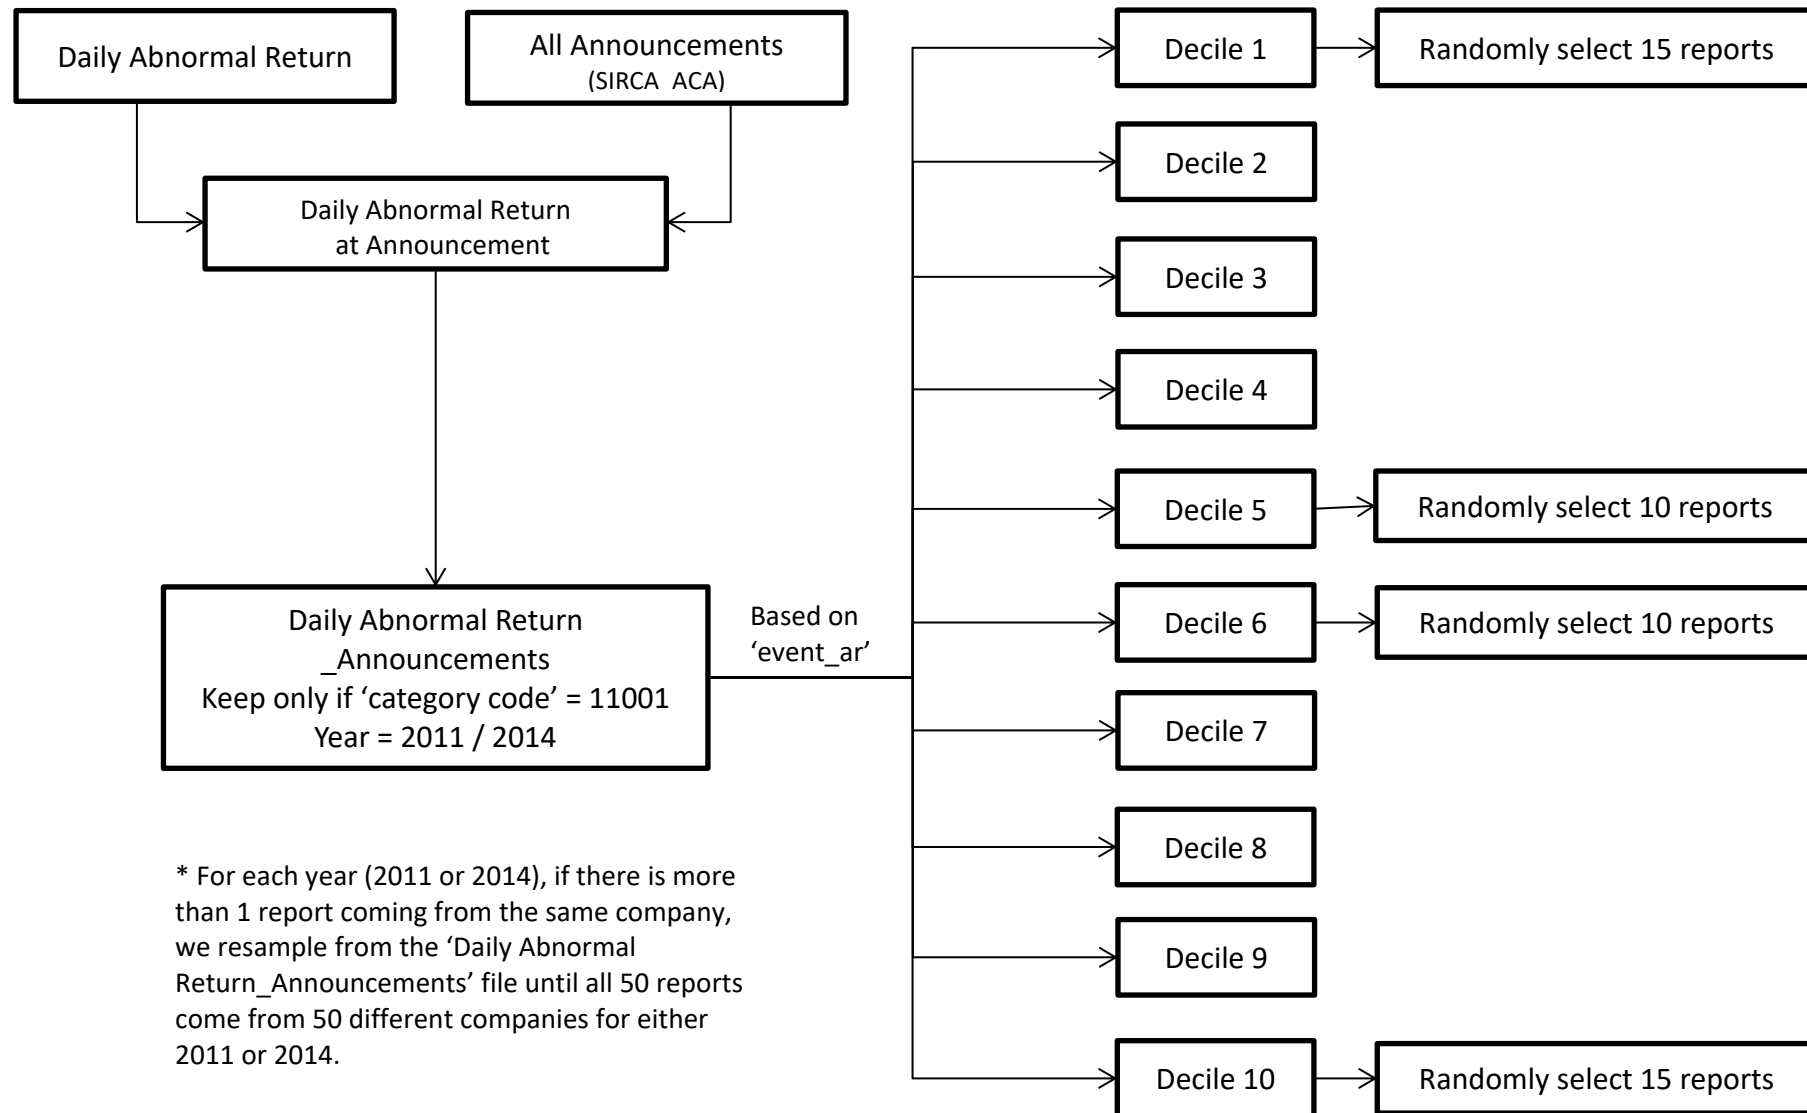 Daily Abnormal Return
All Announcements
(SIRCA ACA)
Daily Abnormal Return
at Announcement
Daily Abnormal Return
_Announcements
Keep only if ‘category code’ = 11001
Year = 2011 / 2014
Based on
‘event_ar’
Decile 1
Randomly select 15 reports
Decile 2
Decile 3
Decile 4
Decile 5
Randomly select 10 reports
Decile 6
Randomly select 10 reports
Decile 7
Decile 8
Decile 9
Decile 10
Randomly select 15 reports
* For each year (2011 or 2014), if there is more
than 1 report coming from the same company,
we resample from the ‘Daily Abnormal
Return_Announcements’ file until all 50 reports
come from 50 different companies for either
2011 or 2014.